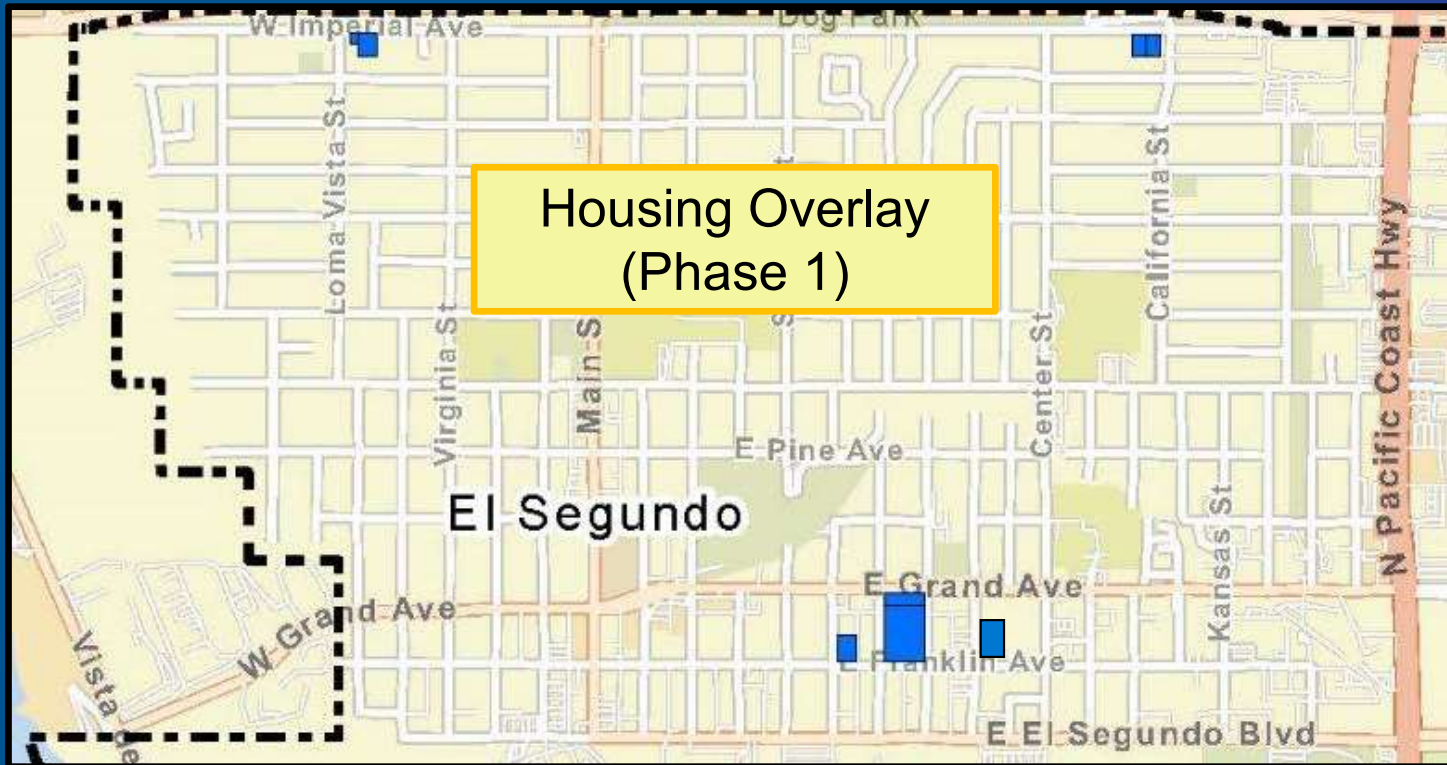 W Imperial Ave
Dog Park
Loma Vista St
California St
Housing Overlay
(Phase 1)
N Pacific Coast Hwy
Virginia St
Main S
Center St
E Pine Ave
El Segundo
Kansas St
E Grand Ave
W Grand Ave
E Franklin Ave
Vista de
E El Segundo Blvd